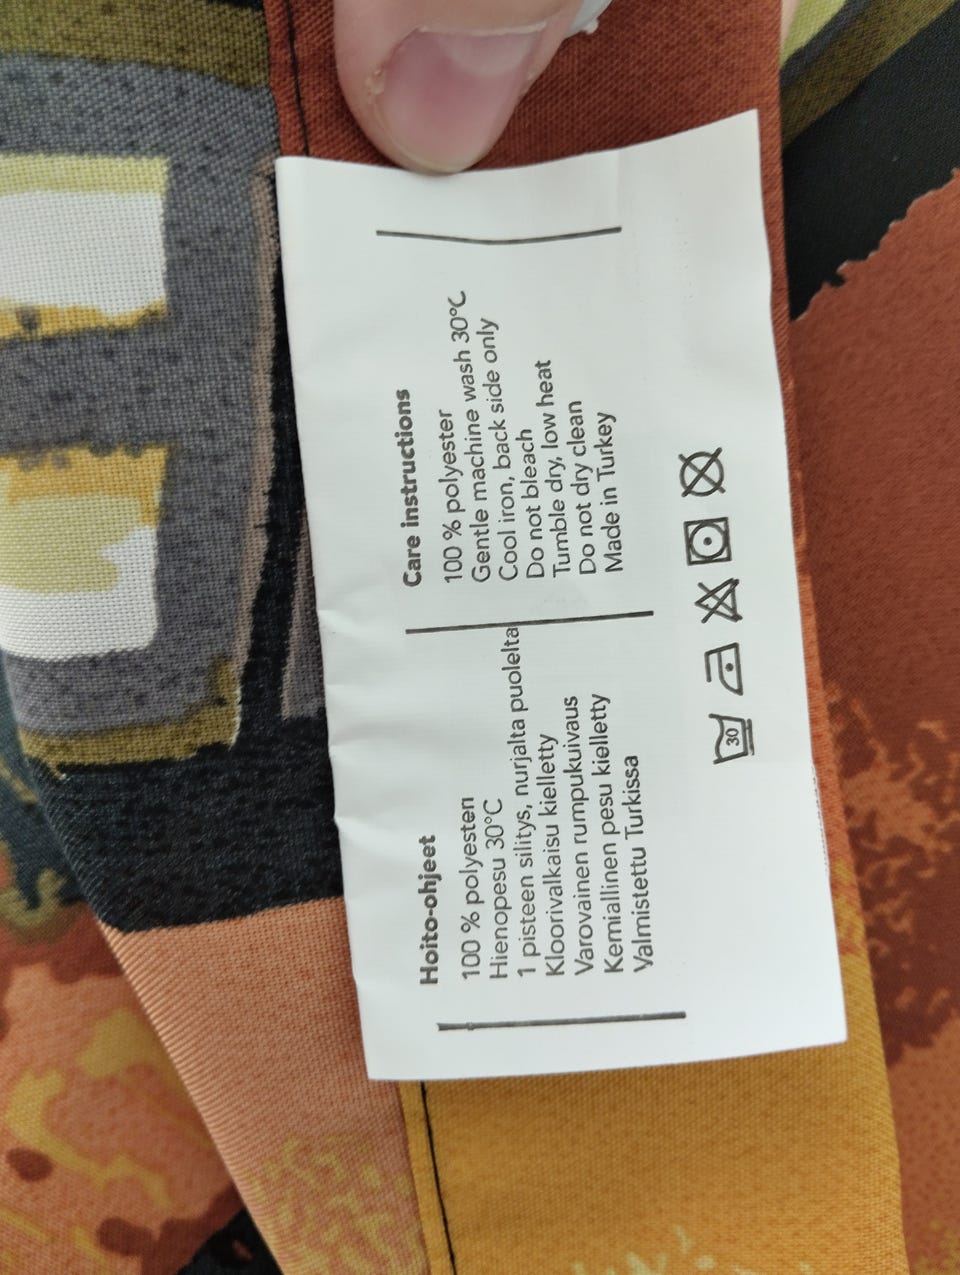 Hoito-ohjeet
100 % polyesteri
Hienopesu 30°C
1 pisteen silitys, nurjalta puolelta
Kloorivalkaisu kielletty
Varovainen rumpukuivaus
Kemiallinen pesu kielletty
Valmistettu Turkissa
Care instructions
100 % polyester
Gentle machine wash 30°C
Cool iron, back side only
Do not bleach
Tumble dry, low heat
Do not dry clean
Made in Turkey
30